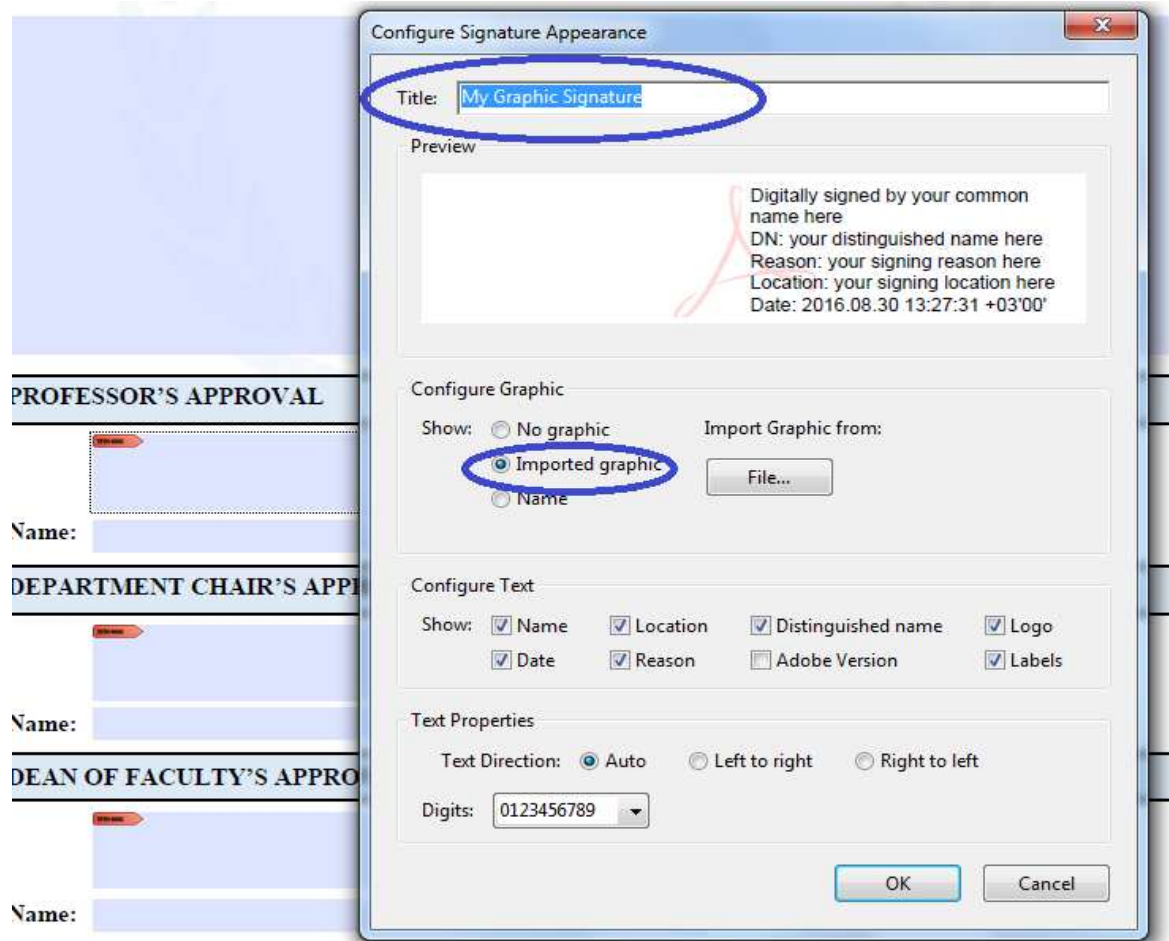 Configure Signature Appearance
Title: My Graphic Signature
Preview
Digitally signed by your common
name here
DN: your distinguished name here
Reason: your signing reason here
Location: your signing location here
Date: 2016.08.30 13:27:31 +03'00'
Configure Graphic
Show: No graphic
Imported graphic
Name
Import Graphic from:
File...
Configure Text
Show: Name Location Distinguished name Logo
Date Reason Adobe Version Labels
Text Properties
Text Direction: Auto Left to right Right to left
Digits: 0123456789
OK Cancel
PROFESSOR'S APPROVAL
Name:
DEPARTMENT CHAIR'S APP
Name:
DEAN OF FACULTY'S APPRO
Name: